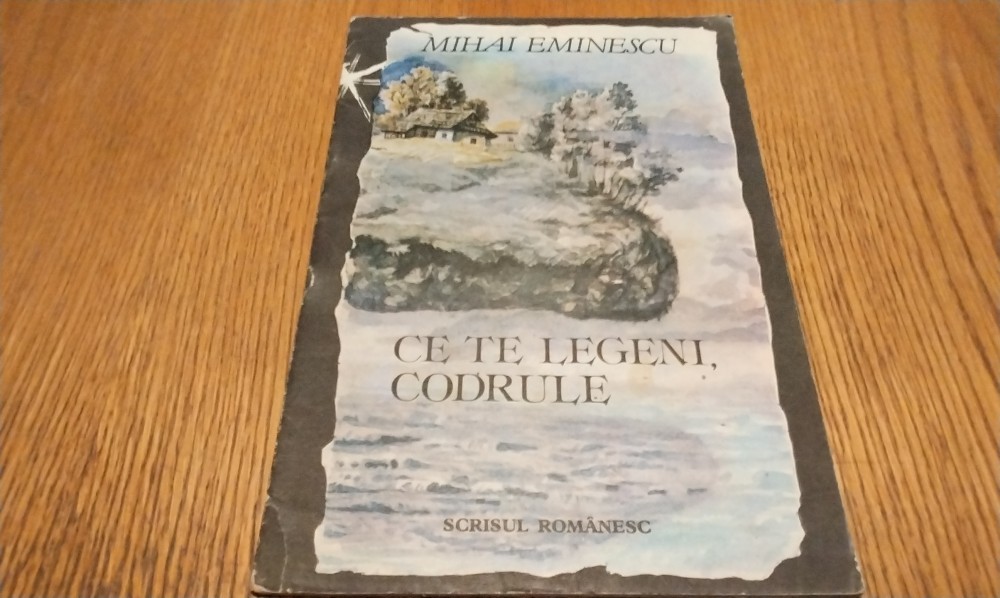 MIHAI EMINESCU
CE TE LEGENI,
CODRULE
SCRISUL ROMÂNESC